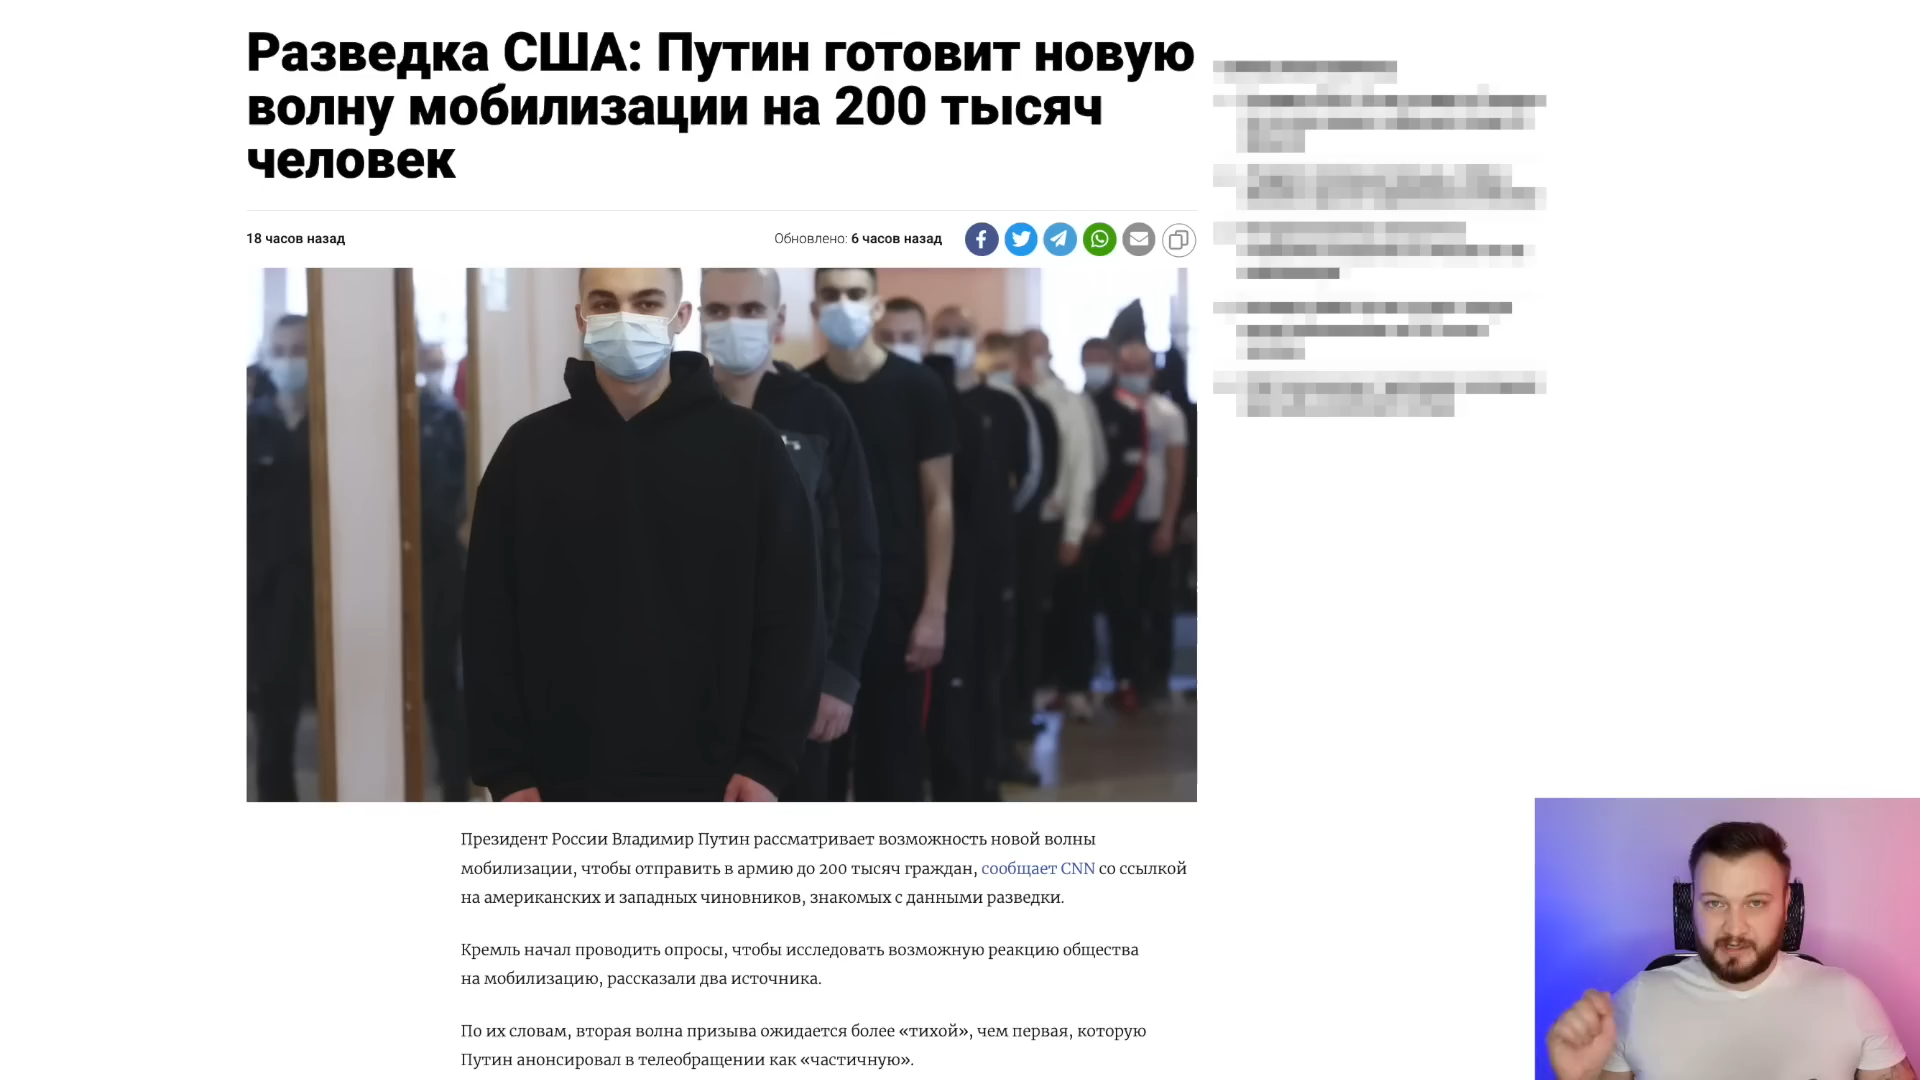 Разведка США: Путин готовит новую
волну мобилизации на 200 тысяч
человек
18 часов назад
Обновлено: 6 часов назад
Президент России Владимир Путин рассматривает возможность новой волны
мобилизации, чтобы отправить в армию до 200 тысяч граждан, сообщает CNN со ссылкой
на американских и западных чиновников, знакомых с данными разведки.
Кремль начал проводить опросы, чтобы исследовать возможную реакцию общества
на мобилизацию, рассказали два источника.
По их словам, вторая волна призыва ожидается более «тихой», чем первая, которую
Путин анонсировал в телеобращении как «частичную».